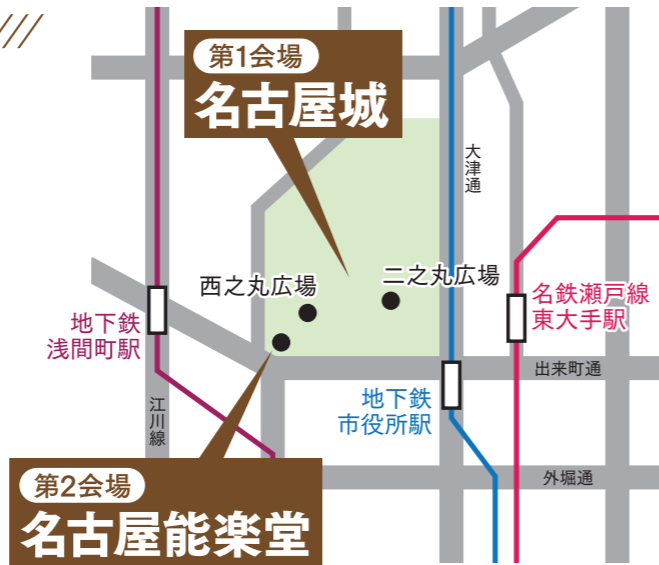 第1会場
名古屋城
大津通
西之丸広場
二之丸広場
地下鉄
浅間町駅
名鉄瀬戸線
東大手駅
出来町通
地下鉄
市役所駅
江川線
外堀通
第2会場
名古屋能楽堂